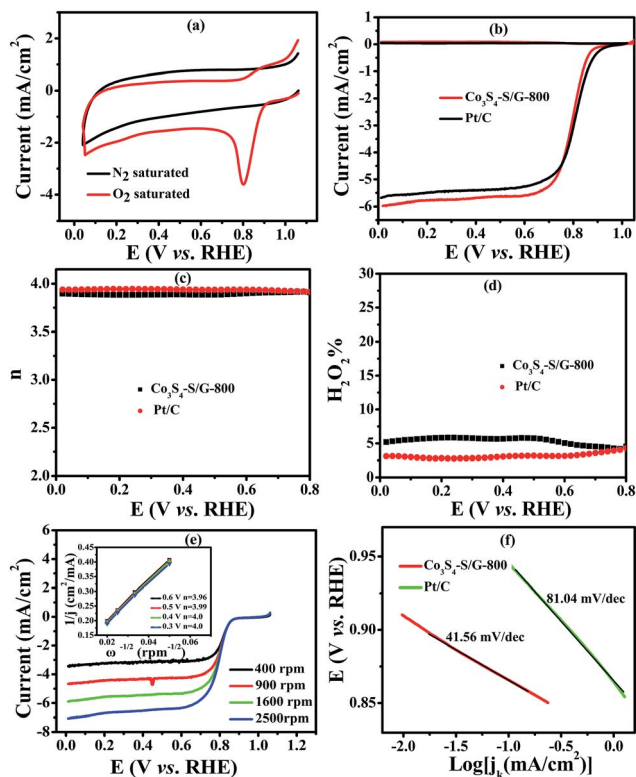 (a)
Current (mA/cm²)
2
0
-2
-4
N₂ saturated
O₂ saturated
0.0 0.2 0.4 0.6 0.8 1.0
E (V vs. RHE)
(b)
Current (mA/cm²)
1
0
-1
-2
-3
-4
-5
-6
Co₃S₄-S/G-800
Pt/C
0.0 0.2 0.4 0.6 0.8 1.0
E (V vs. RHE)
(c)
n
4.0
3.5
3.0
2.5
2.0
Co₃S₄-S/G-800
Pt/C
0.0 0.2 0.4 0.6 0.8
E (V vs. RHE)
(d)
H₂O₂%
30
25
20
15
10
5
0
Co₃S₄-S/G-800
Pt/C
0.0 0.2 0.4 0.6 0.8
E (V vs. RHE)
(e)
Current (mA/cm²)
4
2
0
-2
-4
-6
-8
1/j (cm²/mA)
0.40
0.35
0.30
0.25
0.20
0.15
0.6 V n=3.96
0.5 V n=3.99
0.4 V n=4.0
0.3 V n=4.0
0.02 0.04 0.06
ω⁻¹/² (rpm⁻¹/²)
400 rpm
900 rpm
1600 rpm
2500rpm
0.0 0.2 0.4 0.6 0.8 1.0 1.2
E (V vs. RHE)
(f)
E (V vs. RHE)
0.95
0.90
0.85
Co₃S₄-S/G-800
Pt/C
81.04 mV/dec
41.56 mV/dec
-2.0 -1.5 -1.0 -0.5 0.0
Log[jₖ(mA/cm²)]